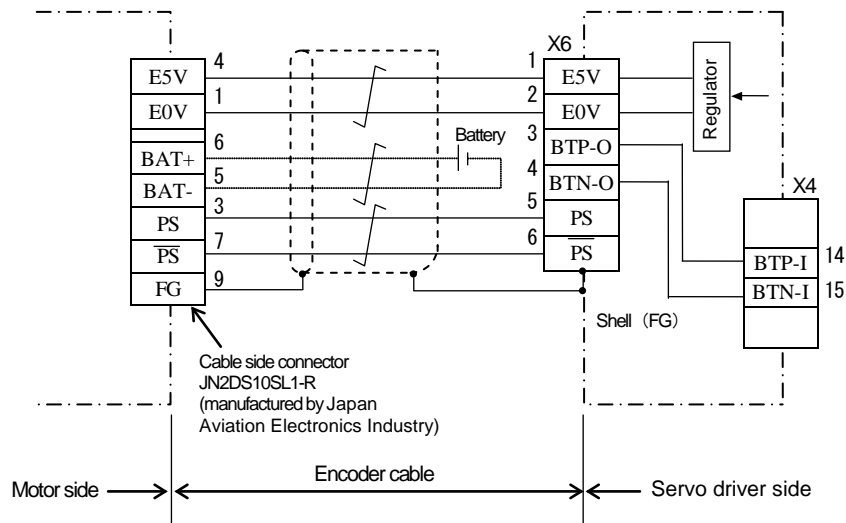 X6
4 1
E5V E5V
1 2
E0V E0V
Regulator
6 Battery 3
BAT+ BTP-O
5 4
BAT- BTN-O
X4
3 5
PS PS
7 6
P̅S̅ P̅S̅
BTP-I 14
9
FG BTN-I 15
Shell (FG)
Cable side connector
JN2DS10SL1-R
(manufactured by Japan
Aviation Electronics Industry)
Motor side Encoder cable Servo driver side